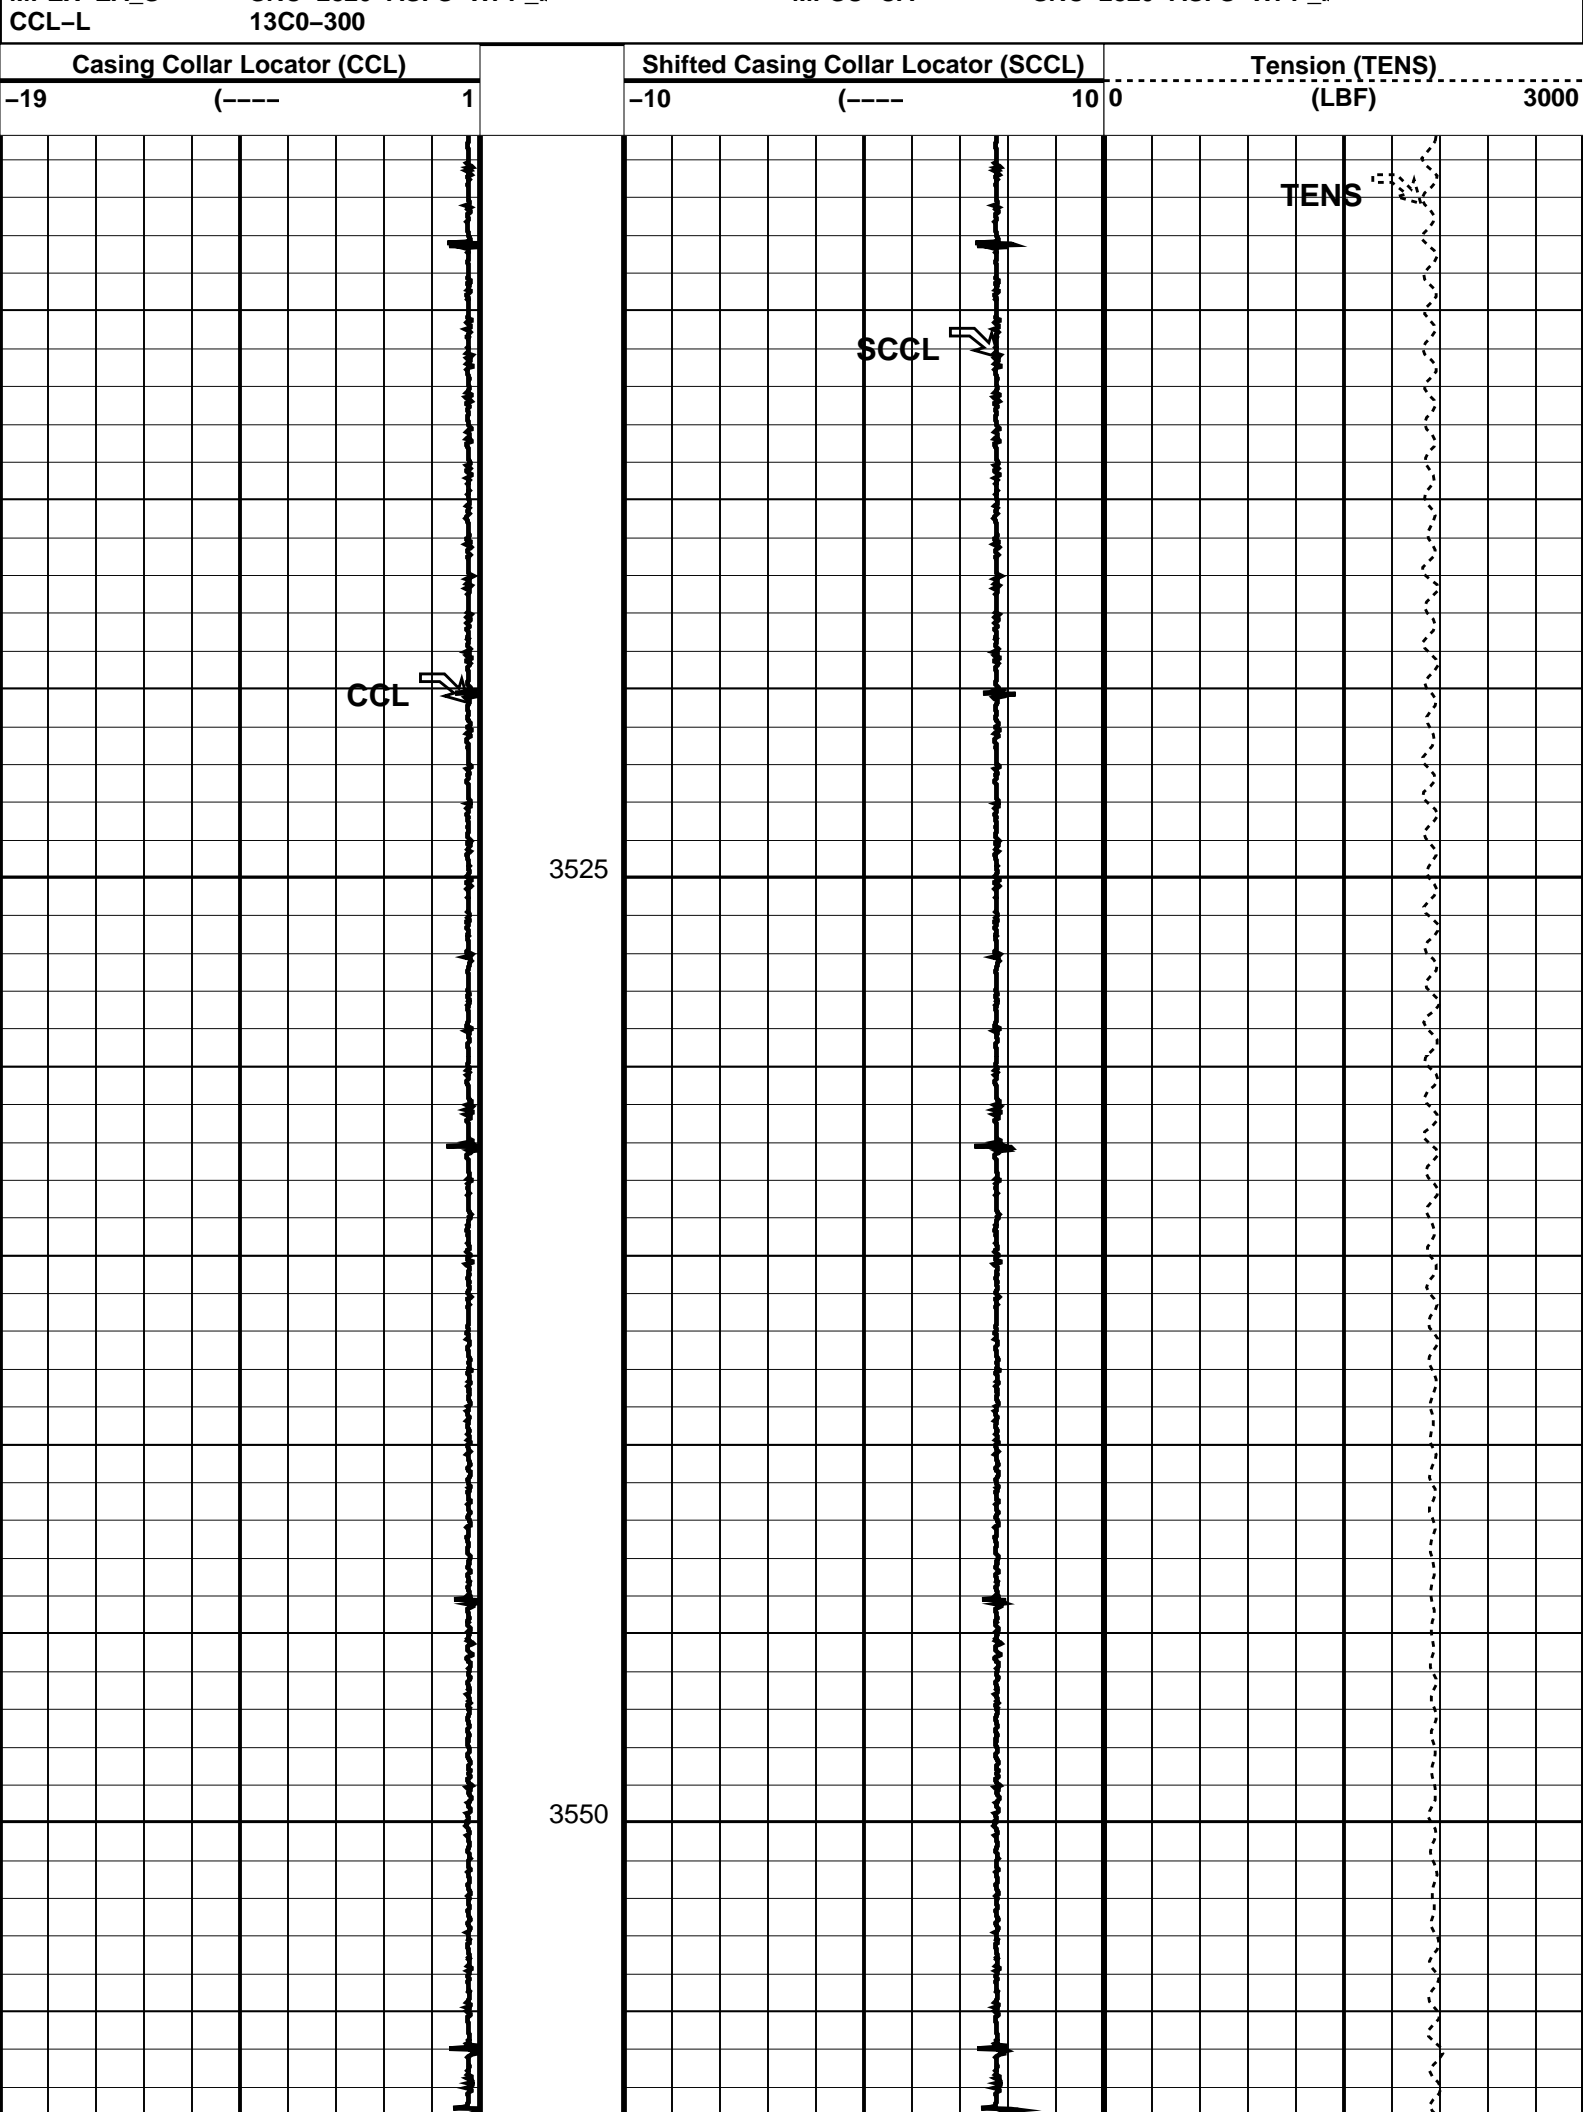 CCL–L 13C0–300
Casing Collar Locator (CCL) Shifted Casing Collar Locator (SCCL) Tension (TENS)
–19 (–––– 1 –10 (–––– 10 0 (LBF) 3000
TENS
SCCL
CCL
3525
3550